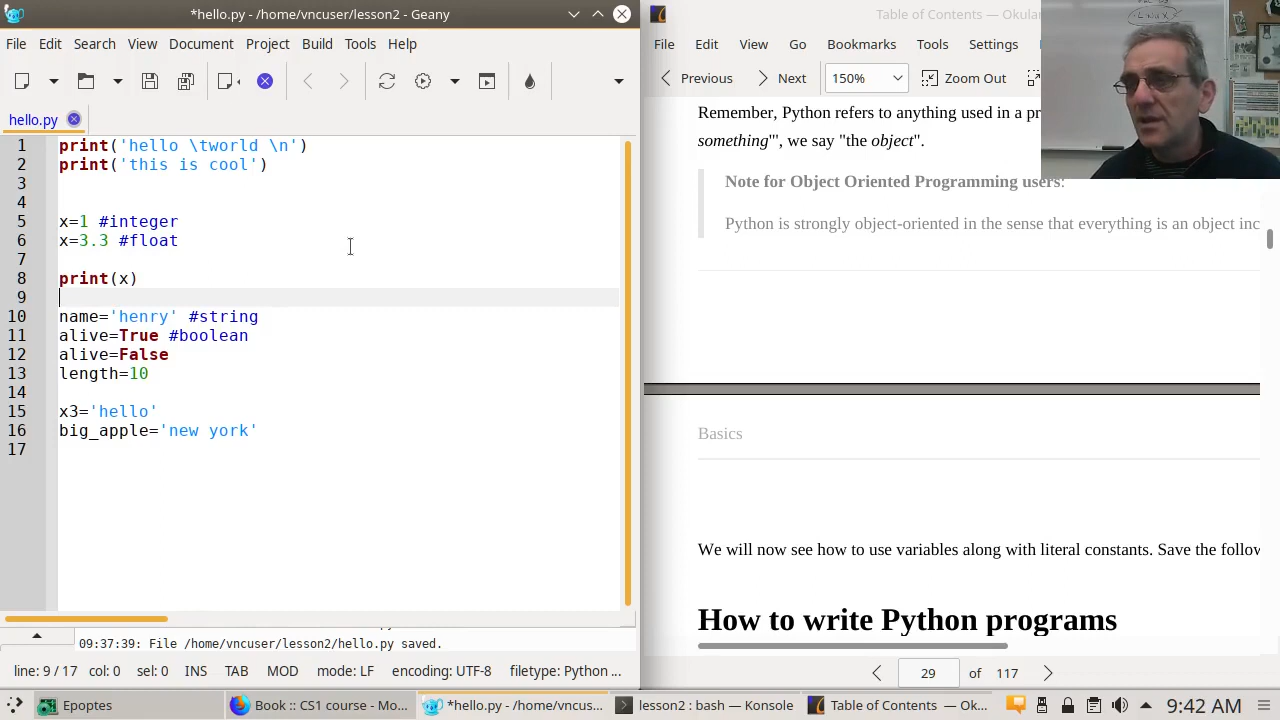 *hello.py - /home/vncuser/lesson2 - Geany
File Edit Search View Document Project Build Tools Help
hello.py
1 print('hello \tworld \n')
2 print('this is cool')
3
4
5 x=1 #integer
6 x=3.3 #float
7
8 print(x)
9
10 name='henry' #string
11 alive=True #boolean
12 alive=False
13 length=10
14
15 x3='hello'
16 big_apple='new york'
17
09:37:39: File /home/vncuser/lesson2/hello.py saved.
line: 9 / 17 col: 0 sel: 0 INS TAB MOD mode: LF encoding: UTF-8 filetype: Python ...
Table of Contents — Okular
File Edit View Go Bookmarks Tools Settings
Previous Next 150% Zoom Out
Remember, Python refers to anything used in a pr
something"', we say "the object".
Note for Object Oriented Programming users:
Python is strongly object-oriented in the sense that everything is an object inc
Basics
We will now see how to use variables along with literal constants. Save the follow
How to write Python programs
29 of 117
Epoptes Book :: CS1 course - Mo... *hello.py - /home/vncus... lesson2 : bash — Konsole Table of Contents — Ok... 9:42 AM